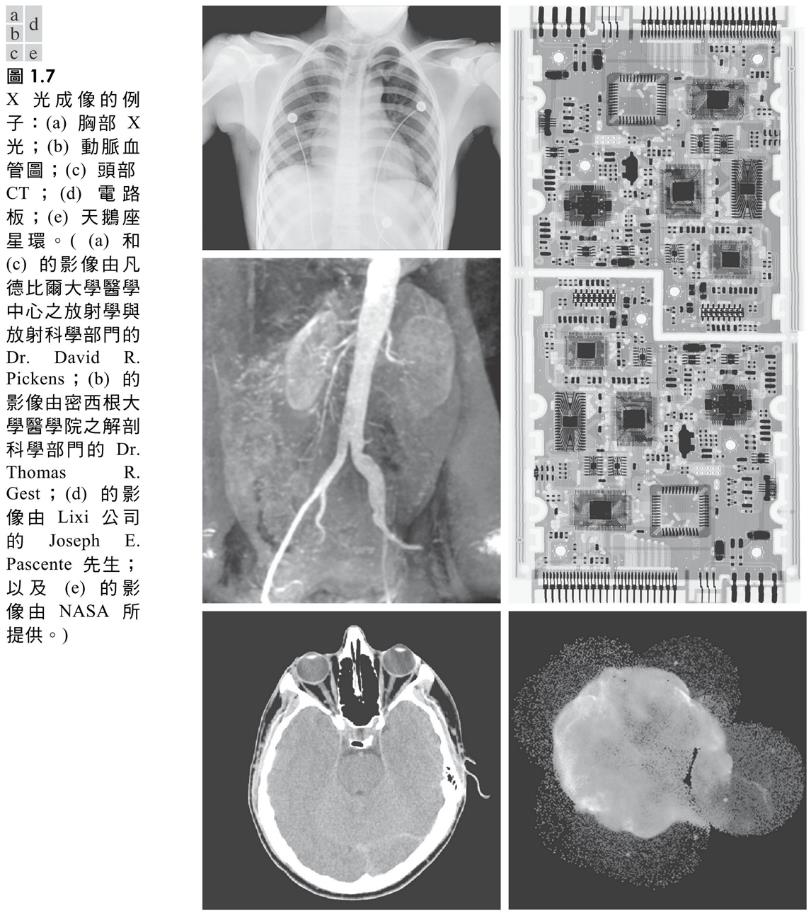 a
b d
c e
圖 1.7
X 光成像的例
子：(a) 胸部 X
光；(b) 動脈血
管圖；(c) 頭部
CT；(d) 電路
板；(e) 天鵝座
星環。( (a) 和
(c) 的影像由凡
德比爾大學醫學
中心之放射學與
放射科學部門的
Dr. David R.
Pickens；(b) 的
影像由密西根大
學醫學院之解剖
科學部門的 Dr.
Thomas R.
Gest；(d) 的影
像由 Lixi 公司
的 Joseph E.
Pascente 先生；
以及 (e) 的影
像由 NASA 所
提供。)